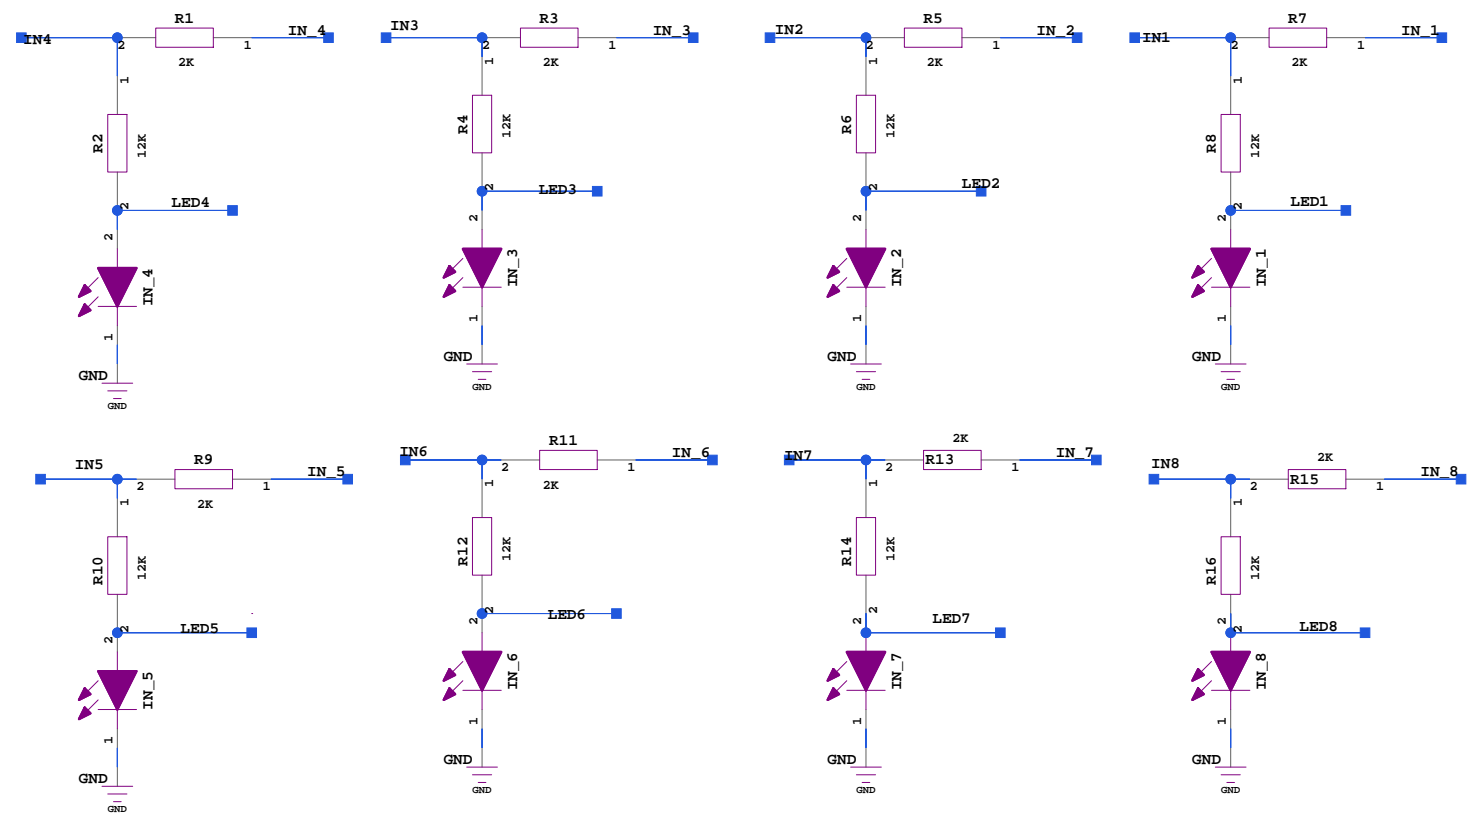 IN4 2 R1 2K 1 IN_4
1
R2 12K
2 LED4
2
IN_4
1
GND
GND
IN3 2 R3 2K 1 IN_3
1
R4 12K
2 LED3
2
IN_3
1
GND
GND
IN2 2 R5 2K 1 IN_2
1
R6 12K
2 LED2
2
IN_2
1
GND
GND
IN1 2 R7 2K 1 IN_1
1
R8 12K
2 LED1
2
IN_1
1
GND
GND
IN5 2 R9 2K 1 IN_5
1
R10 12K
2 LED5
2
IN_5
1
GND
GND
IN6 2 R11 2K 1 IN_6
1
R12 12K
2 LED6
2
IN_6
1
GND
GND
IN7 2 R13 2K 1 IN_7
1
R14 12K
2 LED7
2
IN_7
1
GND
GND
IN8 2 R15 2K 1 IN_8
1
R16 12K
2 LED8
2
IN_8
1
GND
GND